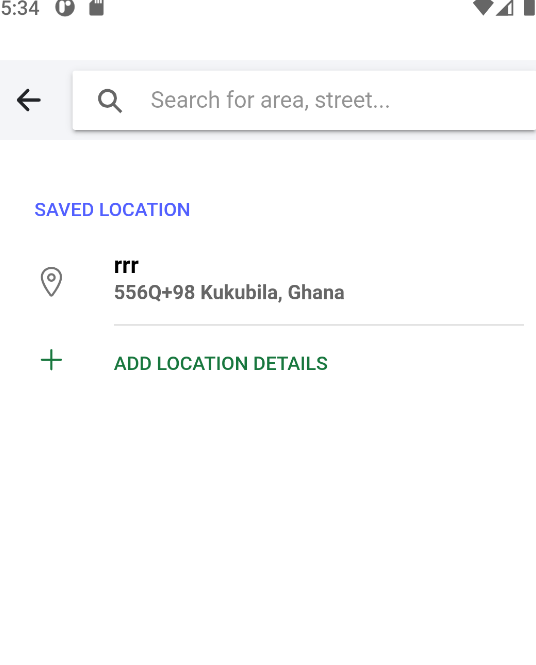 5:34
Search for area, street...
SAVED LOCATION
rrr
556Q+98 Kukubila, Ghana
ADD LOCATION DETAILS